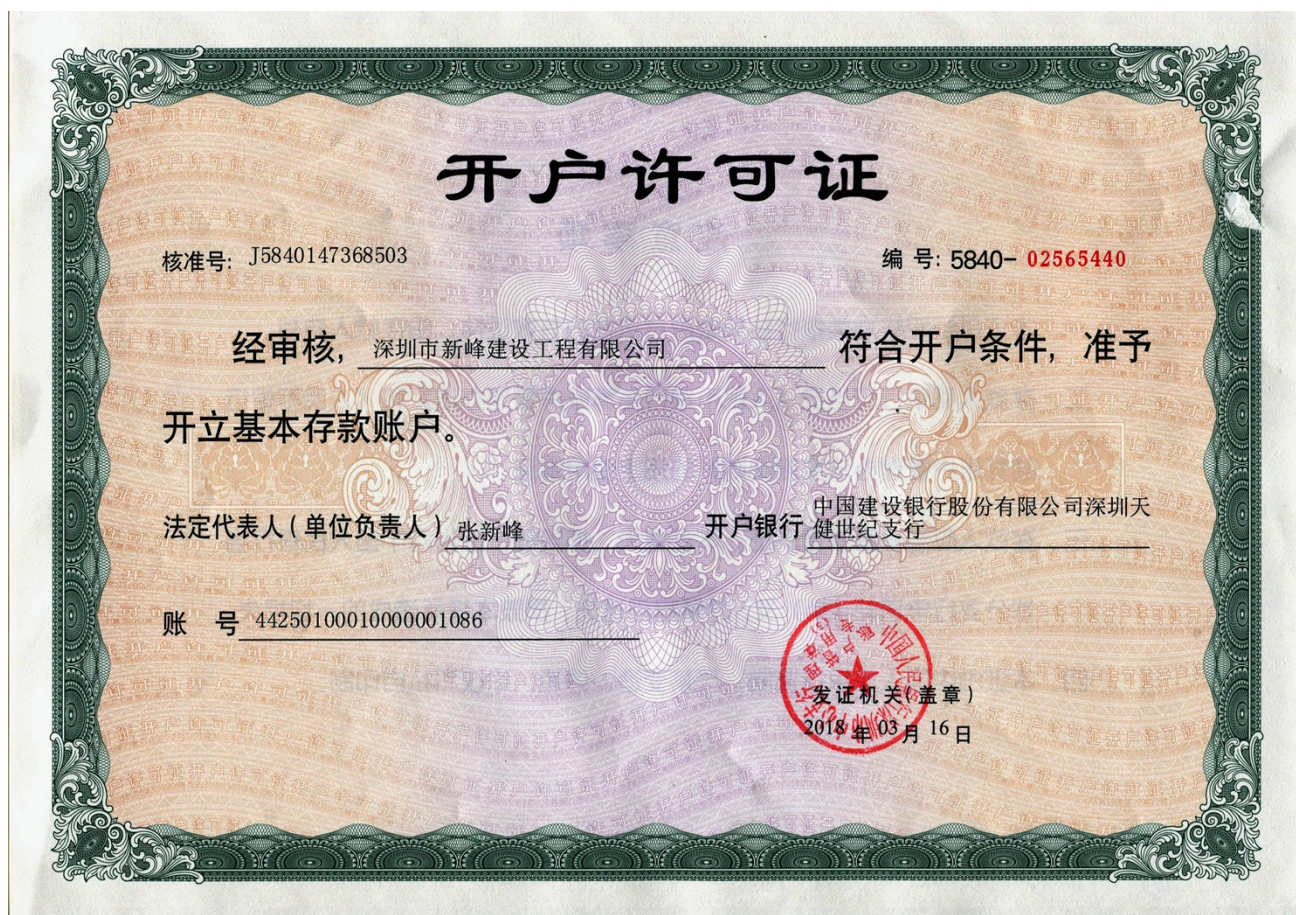 开户许可证
核准号: J5840147368503 编 号: 5840- 02565440
经审核, 深圳市新峰建设工程有限公司 符合开户条件, 准予
开立基本存款账户。
法定代表人(单位负责人) 张新峰 开户银行 中国建设银行股份有限公司深圳天
健世纪支行
账 号 44250100010000001086
发证机关(盖章)
2018 年 03 月 16 日